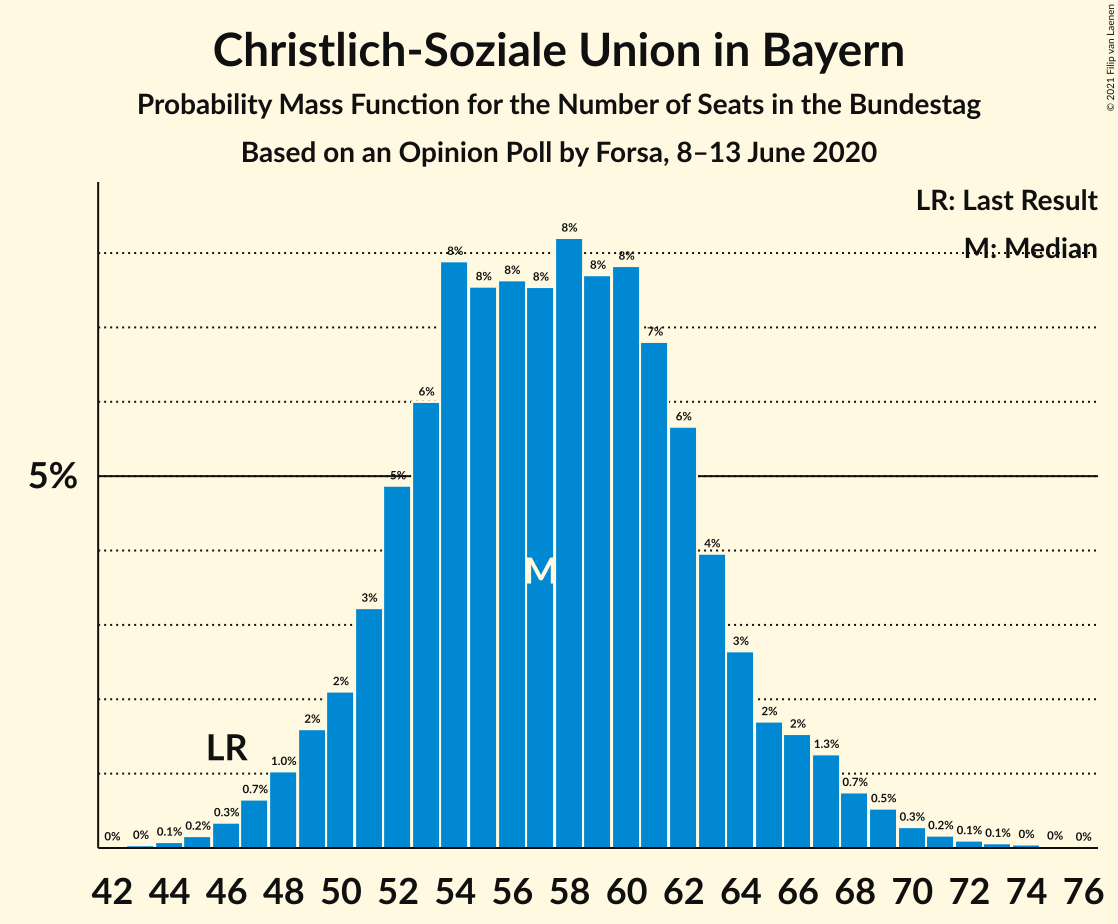 Christlich-Soziale Union in Bayern
Probability Mass Function for the Number of Seats in the Bundestag
Based on an Opinion Poll by Forsa, 8–13 June 2020
© 2021 Filip van Laenen
LR: Last Result
M: Median
5%
0% 0% 0.1% 0.2% 0.3% 0.7% 1.0% 2% 2% 3% 5% 6% 8% 8% 8% 8% 8% 8% 8% 7% 6% 4% 3% 2% 2% 1.3% 0.7% 0.5% 0.3% 0.2% 0.1% 0.1% 0% 0% 0%
LR
M
42 44 46 48 50 52 54 56 58 60 62 64 66 68 70 72 74 76